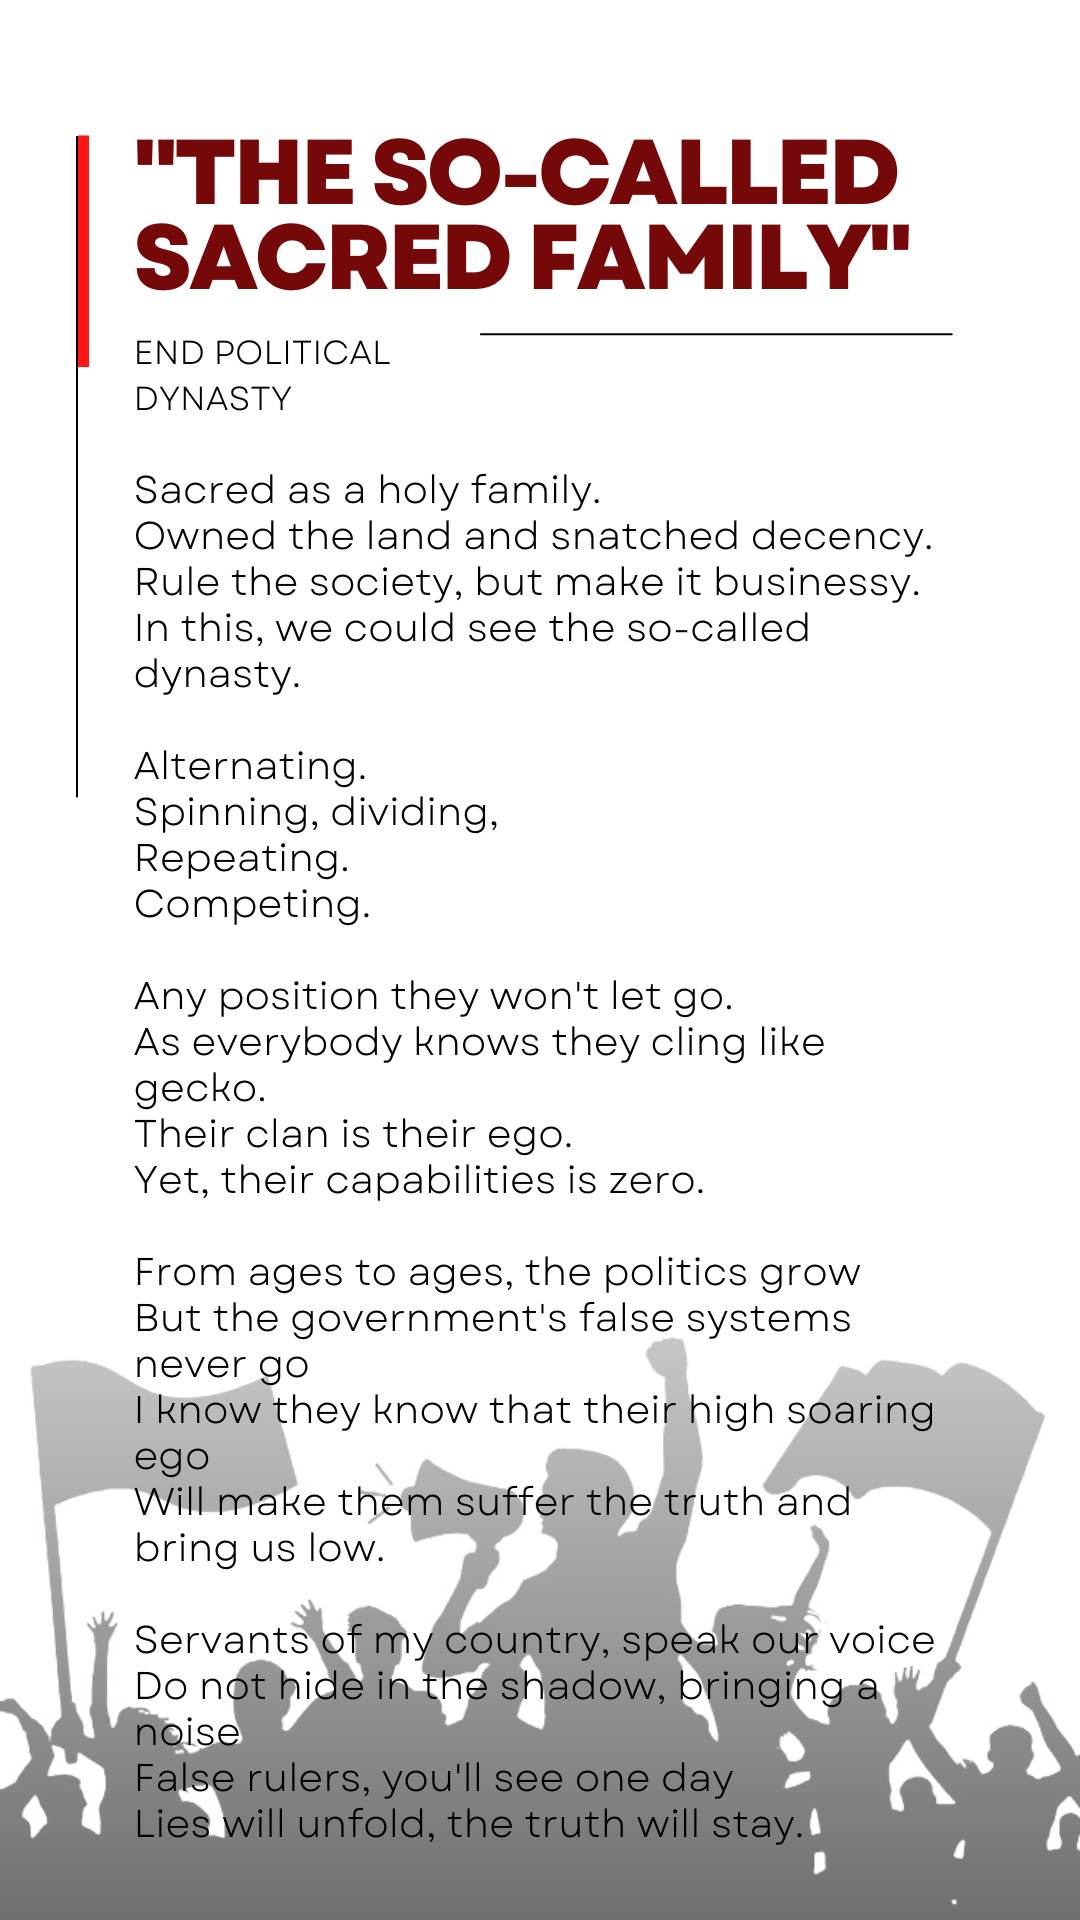 "THE SO-CALLED
SACRED FAMILY"
END POLITICAL
DYNASTY
Sacred as a holy family.
Owned the land and snatched decency.
Rule the society, but make it businessy.
In this, we could see the so-called
dynasty.
Alternating.
Spinning, dividing,
Repeating.
Competing.
Any position they won't let go.
As everybody knows they cling like
gecko.
Their clan is their ego.
Yet, their capabilities is zero.
From ages to ages, the politics grow
But the government's false systems
never go
I know they know that their high soaring
ego
Will make them suffer the truth and
bring us low.
Servants of my country, speak our voice
Do not hide in the shadow, bringing a
noise
False rulers, you'll see one day
Lies will unfold, the truth will stay.